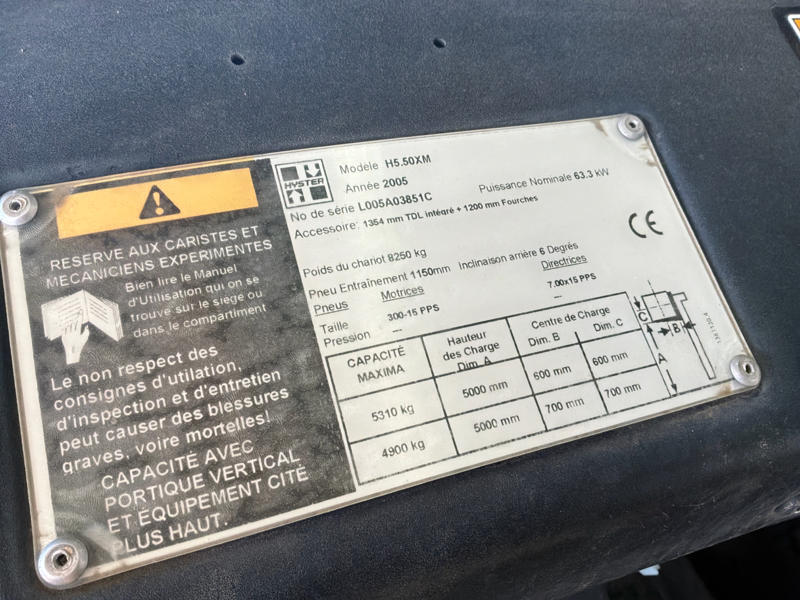 RESERVE AUX CARISTES ET
MECANICIENS EXPERIMENTES
Bien lire le Manuel
d'Utilisation qui on se
trouve sur le siège ou
dans le compartiment
Le non respect des
consignes d'utilation,
d'inspection et d'entretien
peut causer des blessures
graves, voire mortelles!
CAPACITÉ AVEC
PORTIQUE VERTICAL
ET ÉQUIPEMENT CITÉ
PLUS HAUT.
HYSTER
Modèle H5.50XM
Année 2005 Puissance Nominale 63.3 kW
No de série L005A03851C
Accessoire: 1354 mm TDL intégré + 1200 mm Fourches
CE
Poids du chariot 8250 kg
Pneu Entraînement 1150mm Inclinaison arrière 6 Degrés
Pneus Motrices Directrices
Taille 300-15 PPS 7.00x15 PPS
Pression --- ---
CAPACITÉ MAXIMA Hauteur des Charge Dim. A Centre de Charge Dim. B Dim. C
5310 kg 5000 mm 600 mm 600 mm
4900 kg 5000 mm 700 mm 700 mm
C
B
A